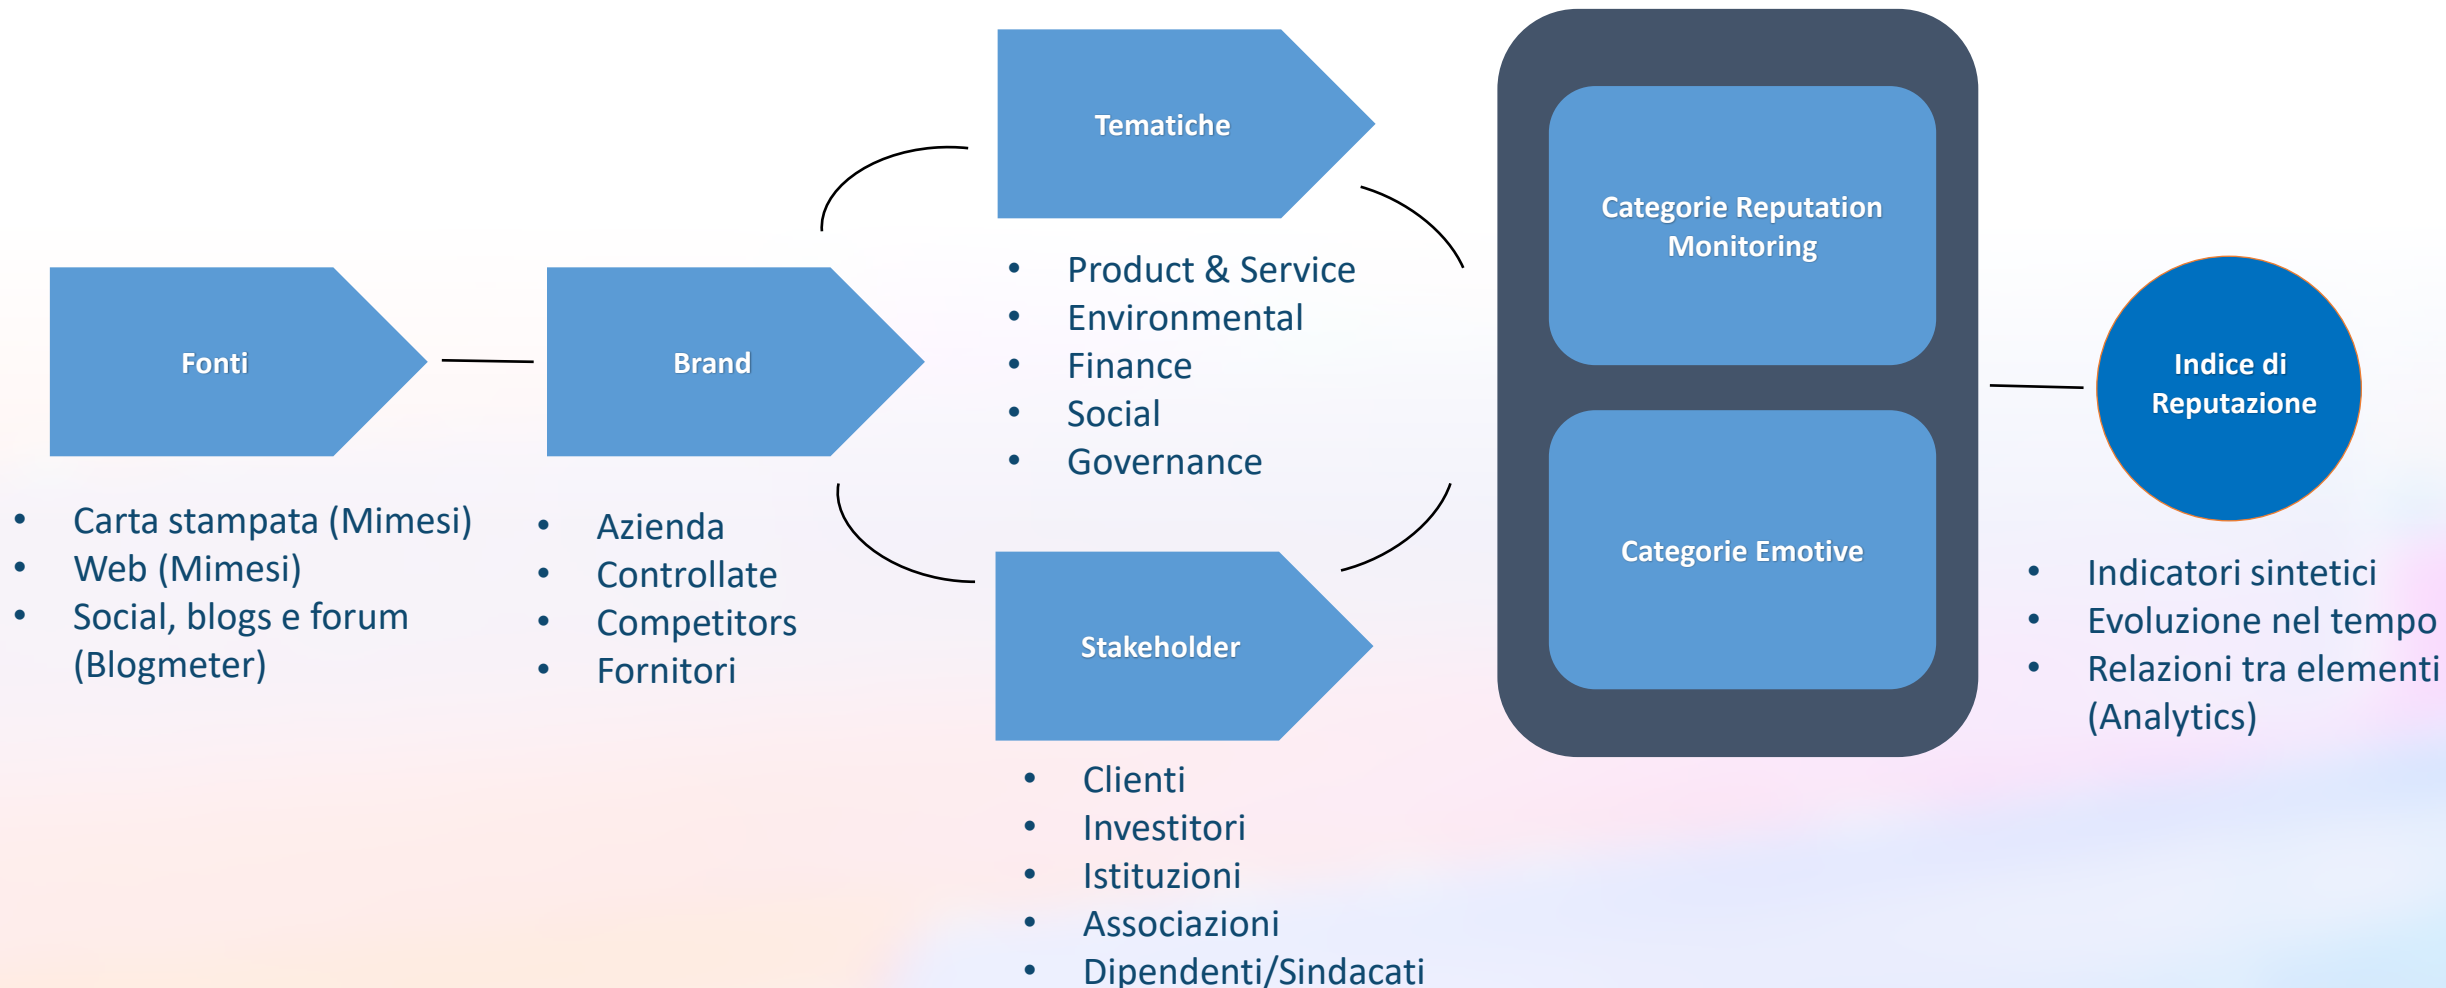 Fonti
• Carta stampata (Mimesi)
• Web (Mimesi)
• Social, blogs e forum
(Blogmeter)
Brand
• Azienda
• Controllate
• Competitors
• Fornitori
Tematiche
• Product & Service
• Environmental
• Finance
• Social
• Governance
Stakeholder
• Clienti
• Investitori
• Istituzioni
• Associazioni
• Dipendenti/Sindacati
Categorie Reputation
Monitoring
Categorie Emotive
Indice di
Reputazione
• Indicatori sintetici
• Evoluzione nel tempo
• Relazioni tra elementi
(Analytics)